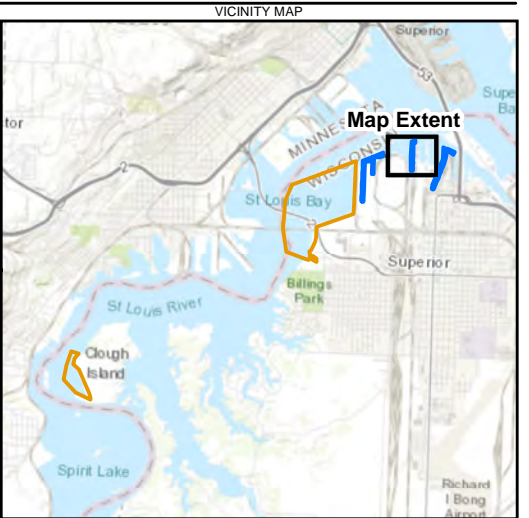 VICINITY MAP
Superior
53
Supe
Ba
tor
Map Extent
MINNESOTA
WISCONSIN
2
St Louis Bay
2
Superior
Billings
Park
St Louis River
Clough
Island
Spirit Lake
Richard
I Bong
Airport